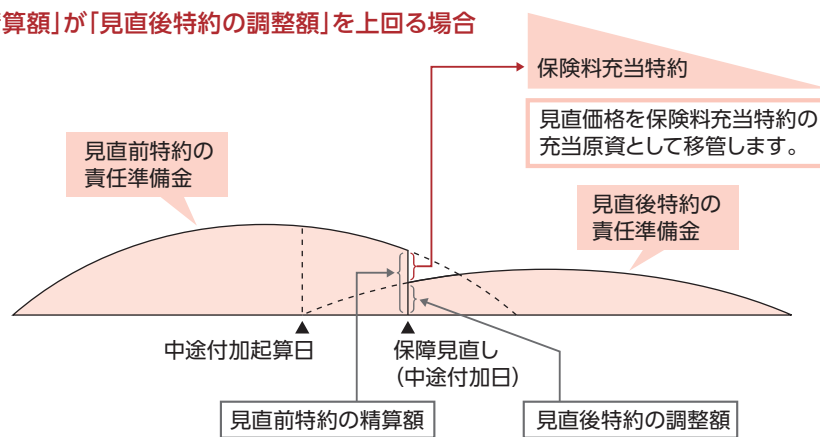 算額」が「見直後特約の調整額」を上回る場合
保険料充当特約
見直価格を保険料充当特約の
充当原資として移管します。
見直前特約の
責任準備金
見直後特約の
責任準備金
中途付加起算日
保障見直し
（中途付加日）
見直前特約の精算額
見直後特約の調整額